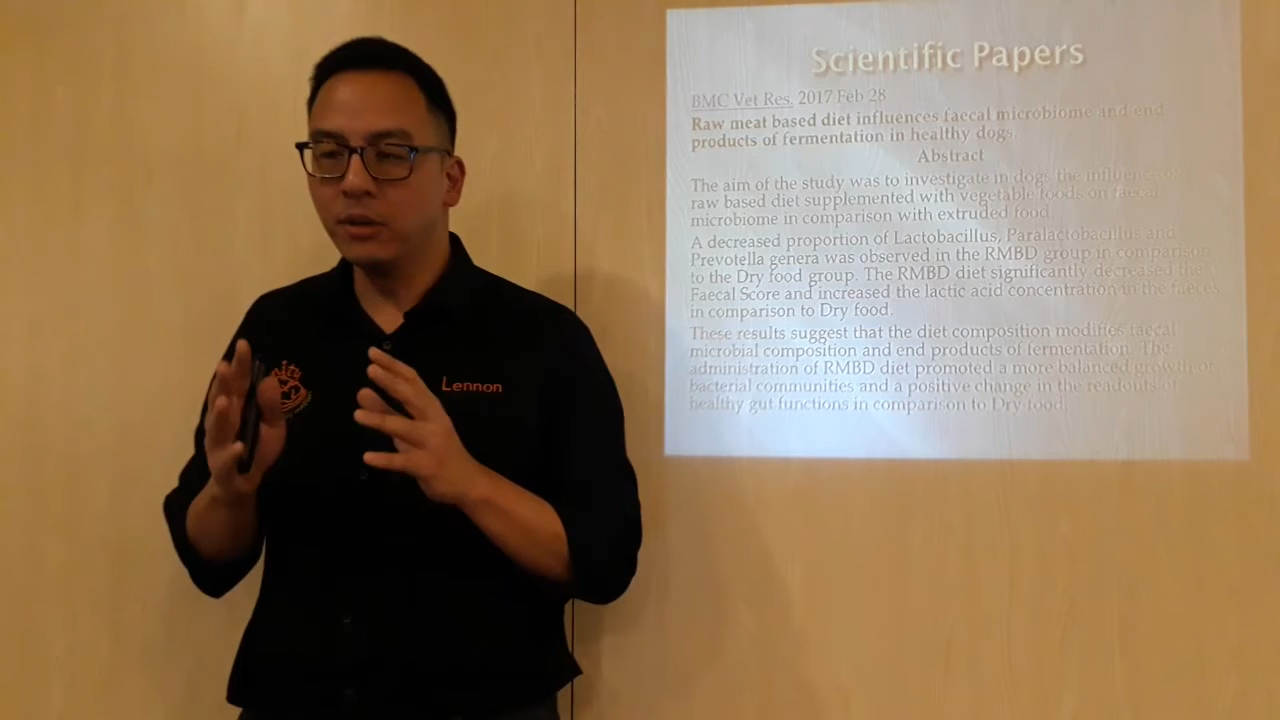 Scientific Papers
BMC Vet Res. 2017 Feb 28
Raw meat based diet influences faecal microbiome and end
products of fermentation in healthy dogs.
Abstract
The aim of the study was to investigate in dogs the influence of
raw based diet supplemented with vegetable foods on faecal
microbiome in comparison with extruded food.
A decreased proportion of Lactobacillus, Paralactobacillus and
Prevotella genera was observed in the RMBD group in comparison
to the Dry food group. The RMBD diet significantly decreased the
Faecal Score and increased the lactic acid concentration in the faeces
in comparison to Dry food.
These results suggest that the diet composition modifies faecal
microbial composition and end products of fermentation. The
administration of RMBD diet promoted a more balanced growth of
bacterial communities and a positive change in the readouts of
healthy gut functions in comparison to Dry food.
Lennon